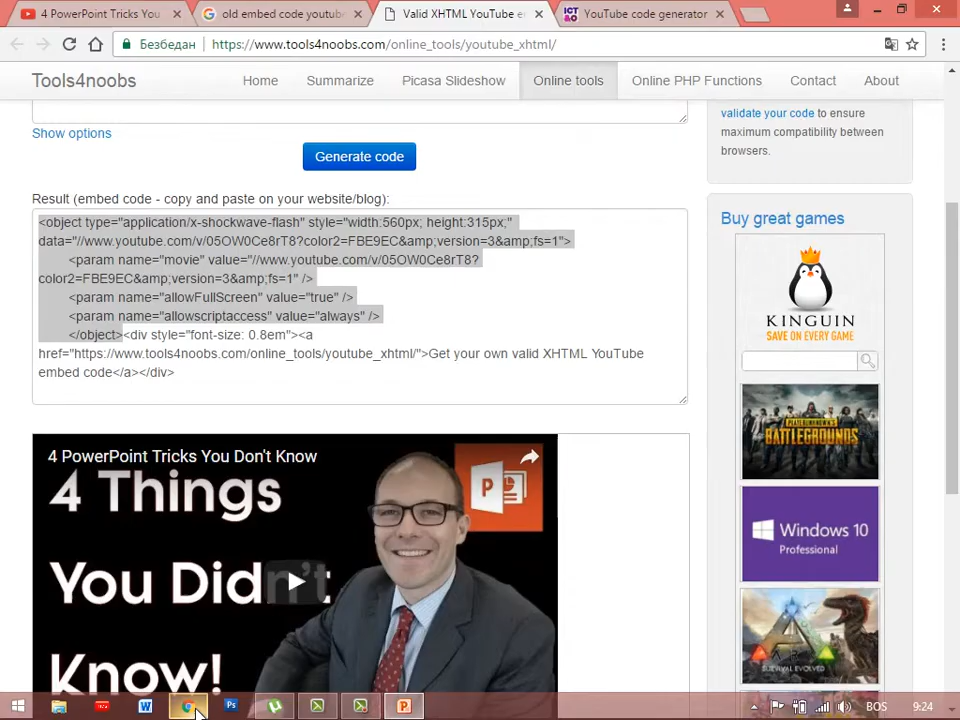 4 PowerPoint Tricks You
old embed code youtube
Valid XHTML YouTube e
ICT
YouTube code generator
Безбедан
https://www.tools4noobs.com/online_tools/youtube_xhtml/
Tools4noobs
Home
Summarize
Picasa Slideshow
Online tools
Online PHP Functions
Contact
About
Show options
Generate code
validate your code to ensure
maximum compatibility between
browsers.
Result (embed code - copy and paste on your website/blog):
<object type="application/x-shockwave-flash" style="width:560px; height:315px;"
data="//www.youtube.com/v/05OW0Ce8rT8?color2=FBE9EC&amp;version=3&amp;fs=1">
<param name="movie" value="//www.youtube.com/v/05OW0Ce8rT8?
color2=FBE9EC&amp;version=3&amp;fs=1" />
<param name="allowFullScreen" value="true" />
<param name="allowscriptaccess" value="always" />
</object><div style="font-size: 0.8em"><a
href="https://www.tools4noobs.com/online_tools/youtube_xhtml/">Get your own valid XHTML YouTube
embed code</a></div>
Buy great games
KINGUIN
SAVE ON EVERY GAME
PLAYERUNKNOWN'S
BATTLEGROUNDS
Windows 10
Professional
ARK
SURVIVAL EVOLVED
4 PowerPoint Tricks You Don't Know
4 Things
You Didn't
Know!
BOS
9:24